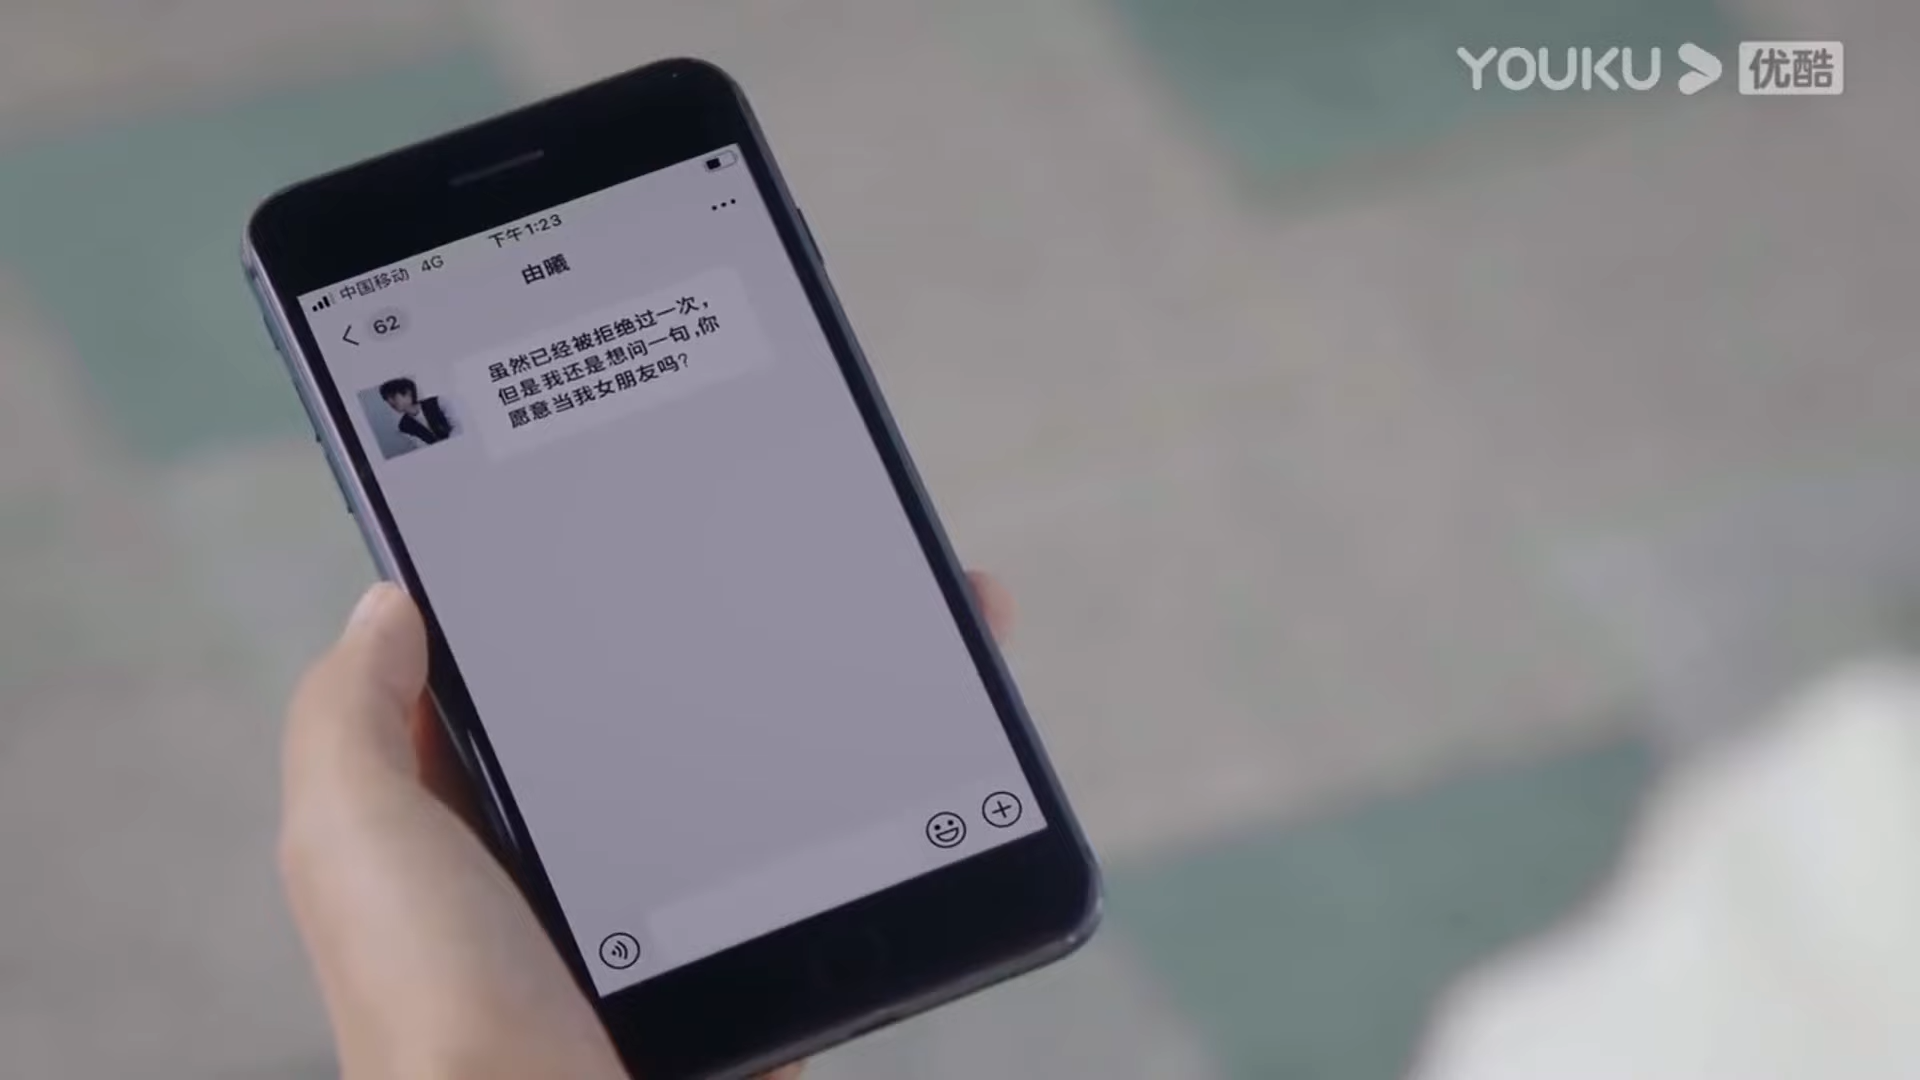 YOUKU 优酷
中国移动 4G 下午1:23
62 由曦
虽然已经被拒绝过一次,
但是我还是想问一句,你
愿意当我女朋友吗?